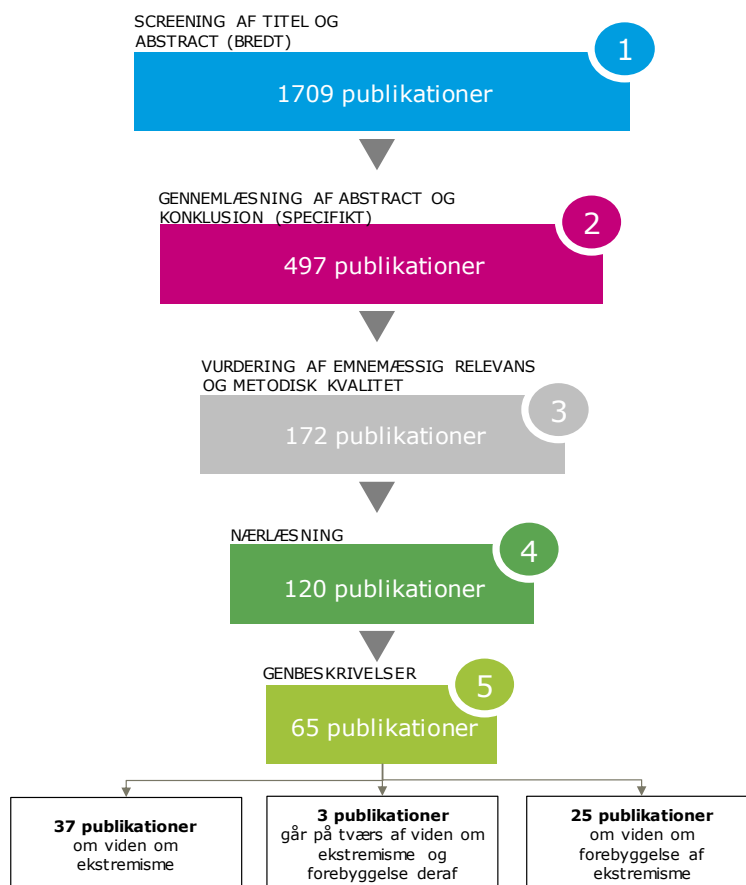 SCREENING AF TITEL OG
ABSTRACT (BREDT)
1
1709 publikationer
GENNEMLÆSNING AF ABSTRACT OG
KONKLUSION (SPECIFIKT)
2
497 publikationer
VURDERING AF EMNEMÆSSIG RELEVANS
OG METODISK KVALITET
3
172 publikationer
NÆRLÆSNING
4
120 publikationer
GENBESKRIVELSER
5
65 publikationer
37 publikationer
om viden om
ekstremisme
3 publikationer
går på tværs af viden om
ekstremisme og
forebyggelse deraf
25 publikationer
om viden om
forebyggelse af
ekstremisme